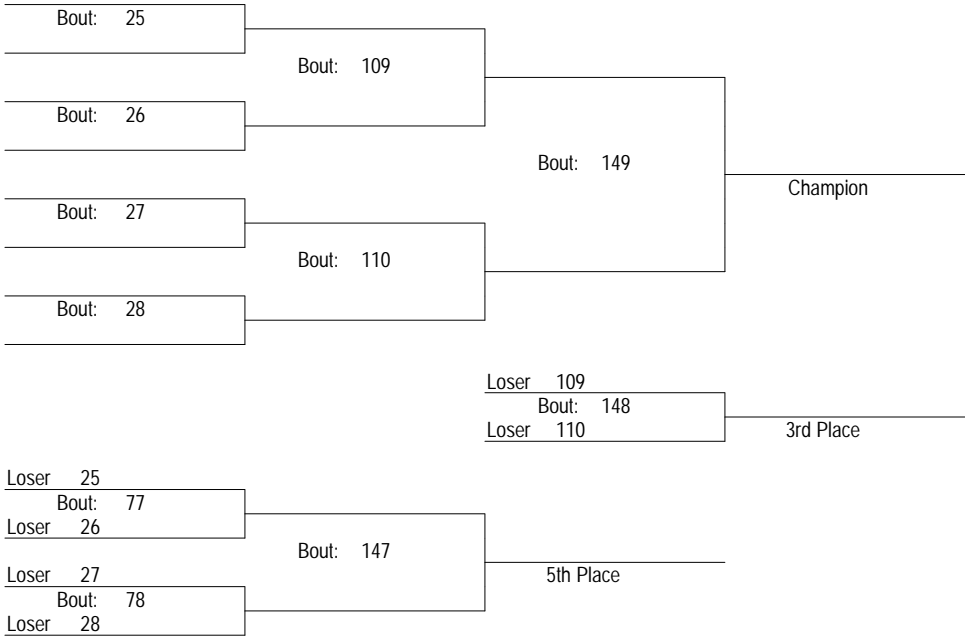 Bout: 25
Bout: 109
Bout: 26
Bout: 149
Champion
Bout: 27
Bout: 110
Bout: 28
Loser 109
Bout: 148
Loser 110
3rd Place
Loser 25
Bout: 77
Loser 26
Bout: 147
5th Place
Loser 27
Bout: 78
Loser 28